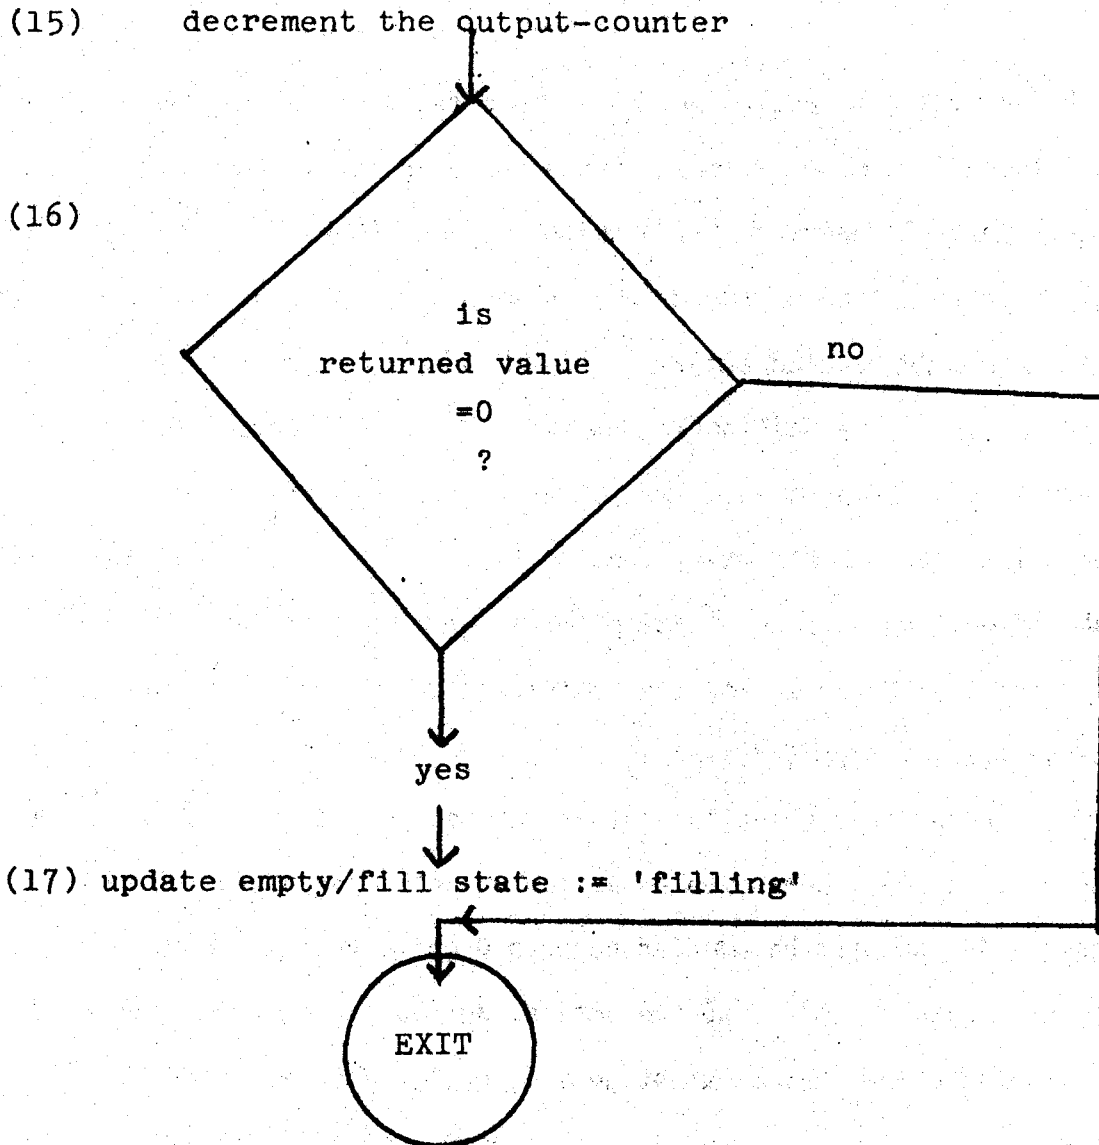 (15) decrement the output-counter
(16)
is
returned value
=0
?
no
yes
(17) update empty/fill state := 'filling'
EXIT